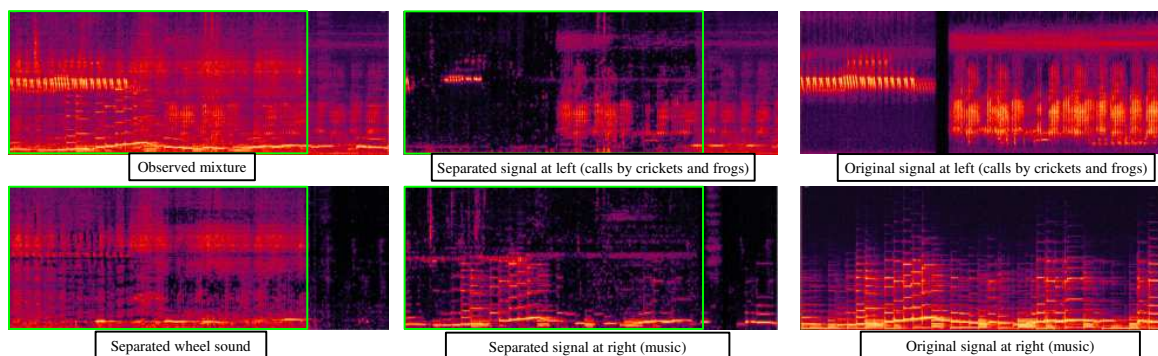 Observed mixture
Separated signal at left (calls by crickets and frogs)
Original signal at left (calls by crickets and frogs)
Separated wheel sound
Separated signal at right (music)
Original signal at right (music)